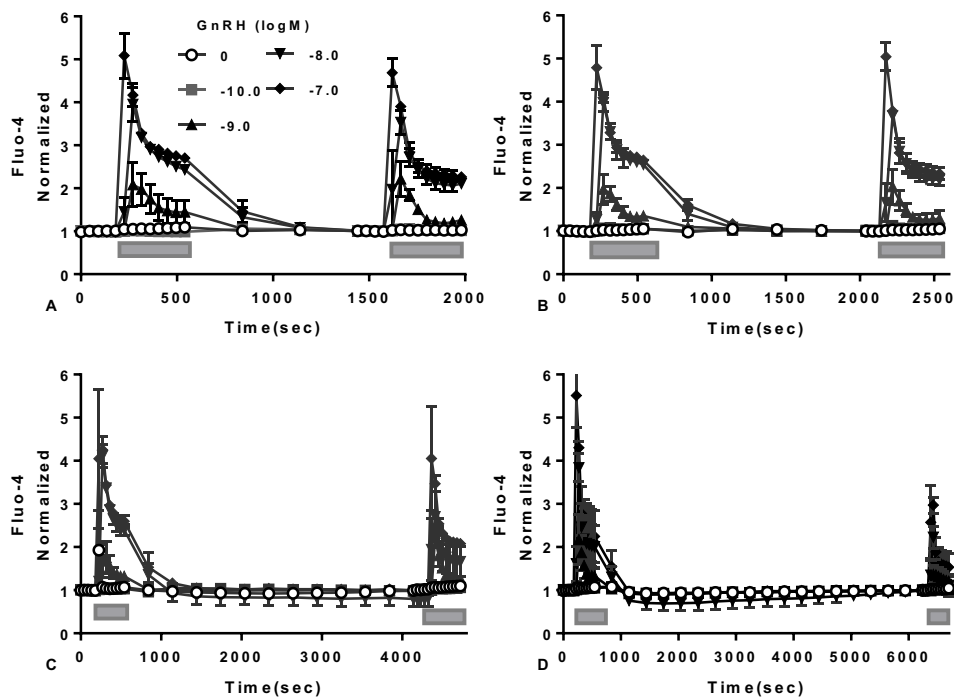 6
5
4
3
2
1
0
Fluo-4
Normalized
GnRH (logM)
0
-8.0
-10.0
-7.0
-9.0
0 500 1000 1500 2000
A
Time(sec)
6
5
4
3
2
1
0
Fluo-4
Normalized
0 500 1000 1500 2000 2500
B
Time(sec)
6
5
4
3
2
1
0
Fluo-4
Normalized
0 1000 2000 3000 4000
C
Time(sec)
6
5
4
3
2
1
0
Fluo-4
Normalized
0 1000 2000 3000 4000 5000 6000
D
Time(sec)